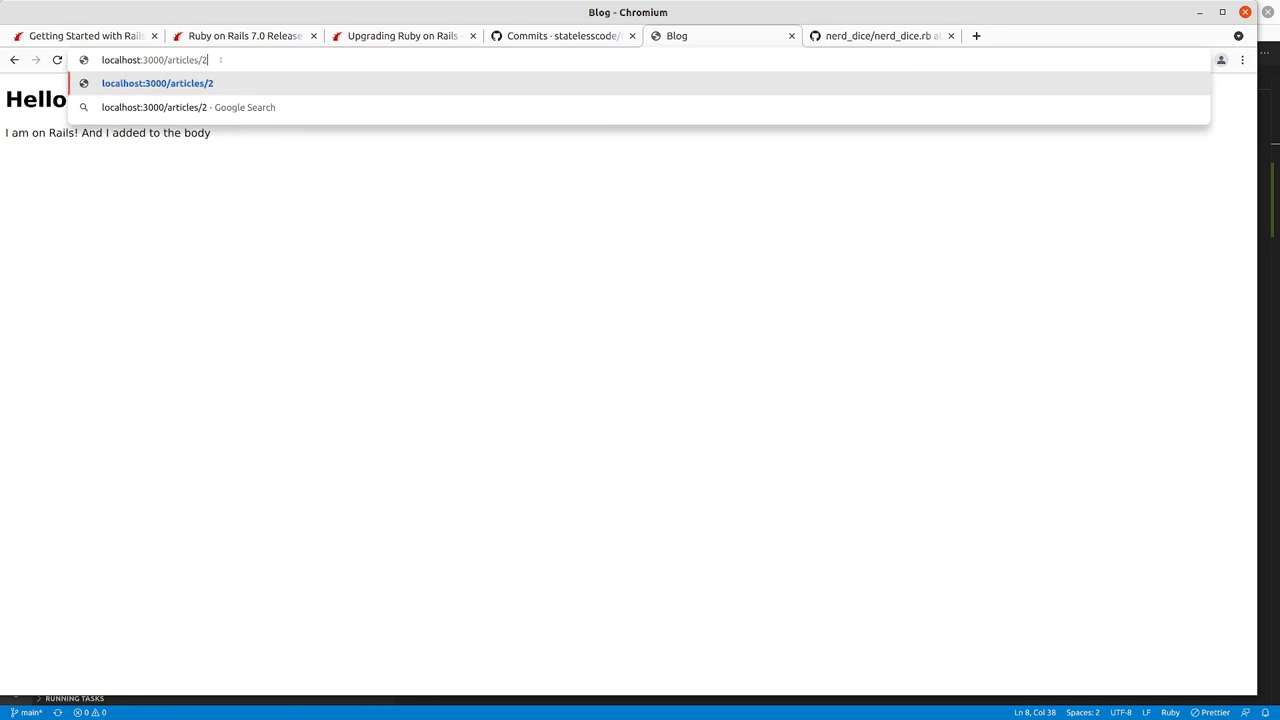 Blog - Chromium
Getting Started with Rails
Ruby on Rails 7.0 Release
Upgrading Ruby on Rails -
Commits · statelesscode/
Blog
nerd_dice/nerd_dice.rb at
localhost:3000/articles/2
localhost:3000/articles/2
localhost:3000/articles/2 - Google Search
Hello
I am on Rails! And I added to the body
RUNNING TASKS
main* 0 0 Ln 8, Col 38 Spaces: 2 UTF-8 LF Ruby Prettier